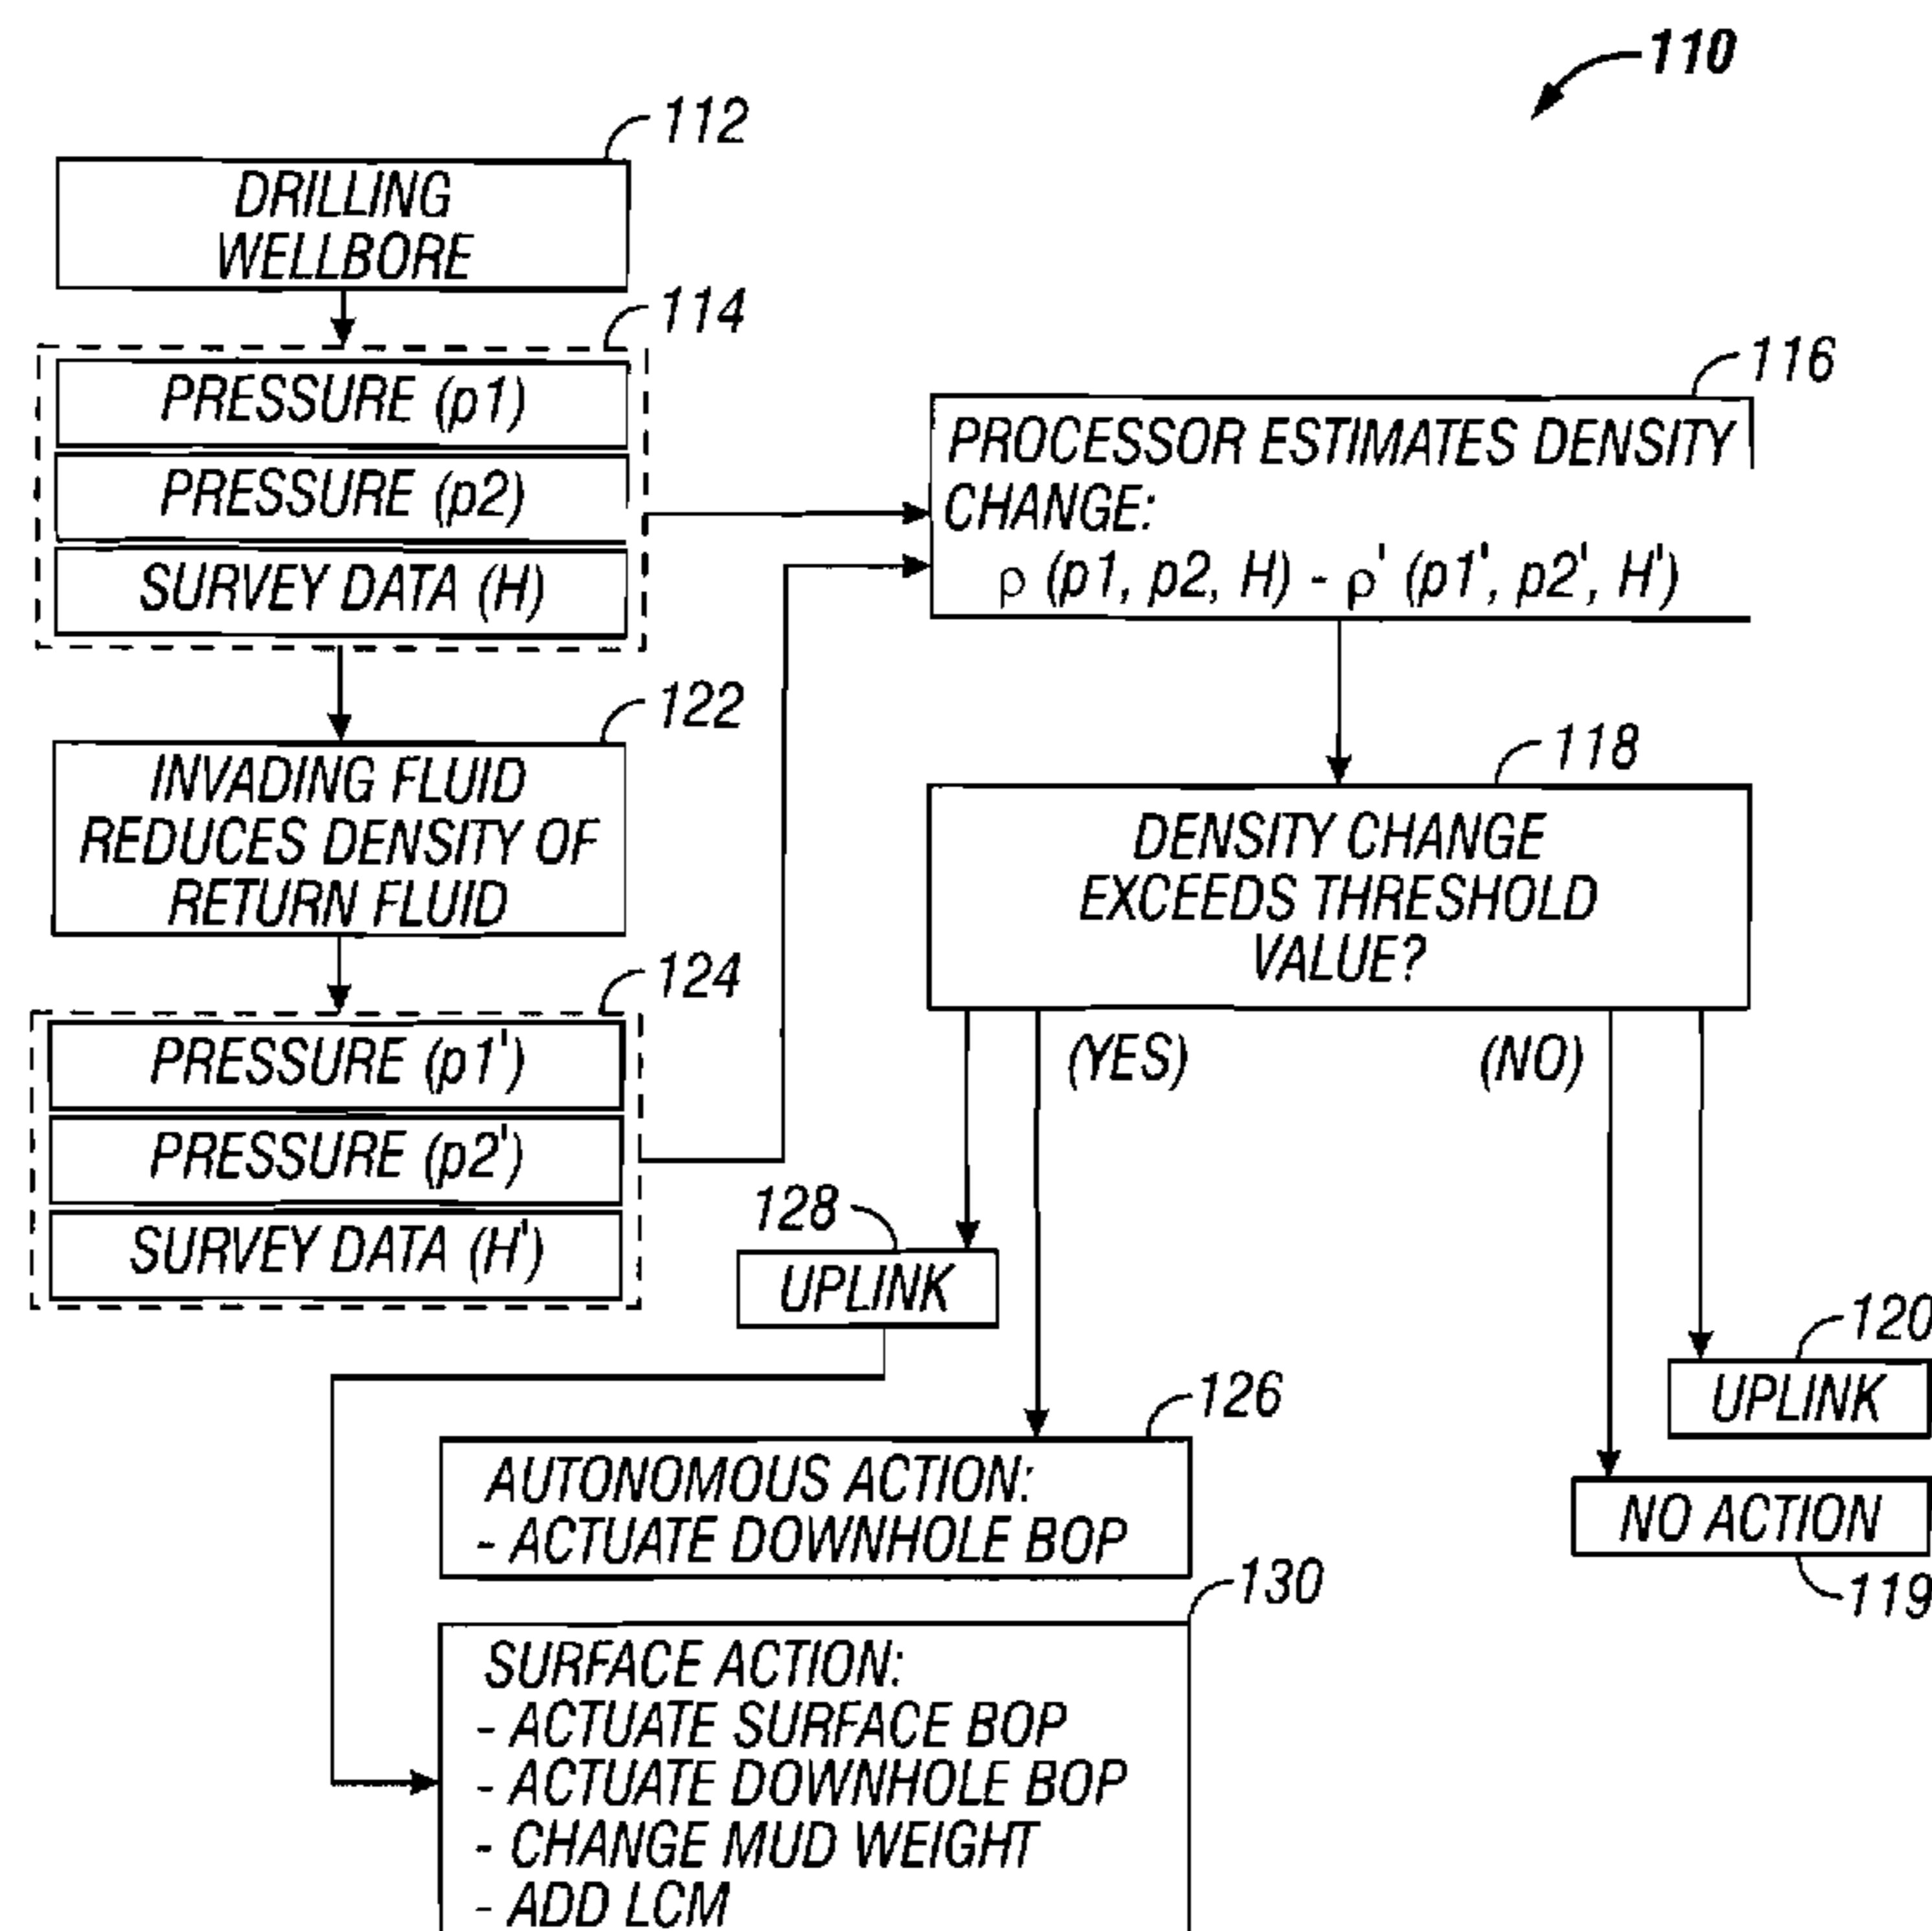 110
112
DRILLING
WELLBORE
114
PRESSURE (p1)
PRESSURE (p2)
SURVEY DATA (H)
116
PROCESSOR ESTIMATES DENSITY
CHANGE:
ρ (p1, p2, H) - ρ' (p1', p2', H')
122
INVADING FLUID
REDUCES DENSITY OF
RETURN FLUID
118
DENSITY CHANGE
EXCEEDS THRESHOLD
VALUE?
124
PRESSURE (p1')
PRESSURE (p2')
SURVEY DATA (H')
(YES)
(NO)
128
UPLINK
120
UPLINK
126
AUTONOMOUS ACTION:
- ACTUATE DOWNHOLE BOP
NO ACTION
119
130
SURFACE ACTION:
- ACTUATE SURFACE BOP
- ACTUATE DOWNHOLE BOP
- CHANGE MUD WEIGHT
- ADD LCM